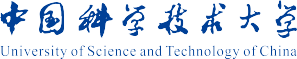 中国科学技术大学
University of Science and Technology of China